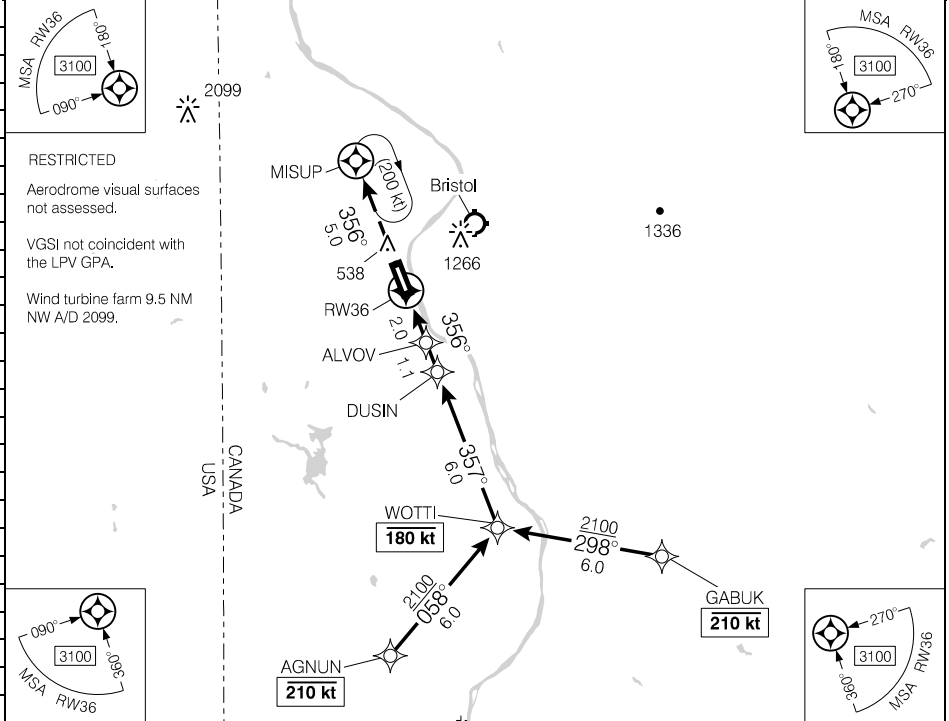 MSA RW36
180°
3100
090°
2099
MSA RW36
180°
3100
270°
RESTRICTED
Aerodrome visual surfaces
not assessed.
VGSI not coincident with
the LPV GPA.
Wind turbine farm 9.5 NM
NW A/D 2099.
MISUP
(200 kt)
Bristol
356°
5.0
1266
1336
538
RW36
2.0
356°
ALVOV
1.1
DUSIN
357°
6.0
CANADA
USA
WOTTI
180 kt
2100
298°
6.0
GABUK
210 kt
2100
058°
6.0
AGNUN
210 kt
090°
3100
360°
MSA RW36
270°
3100
360°
MSA RW36